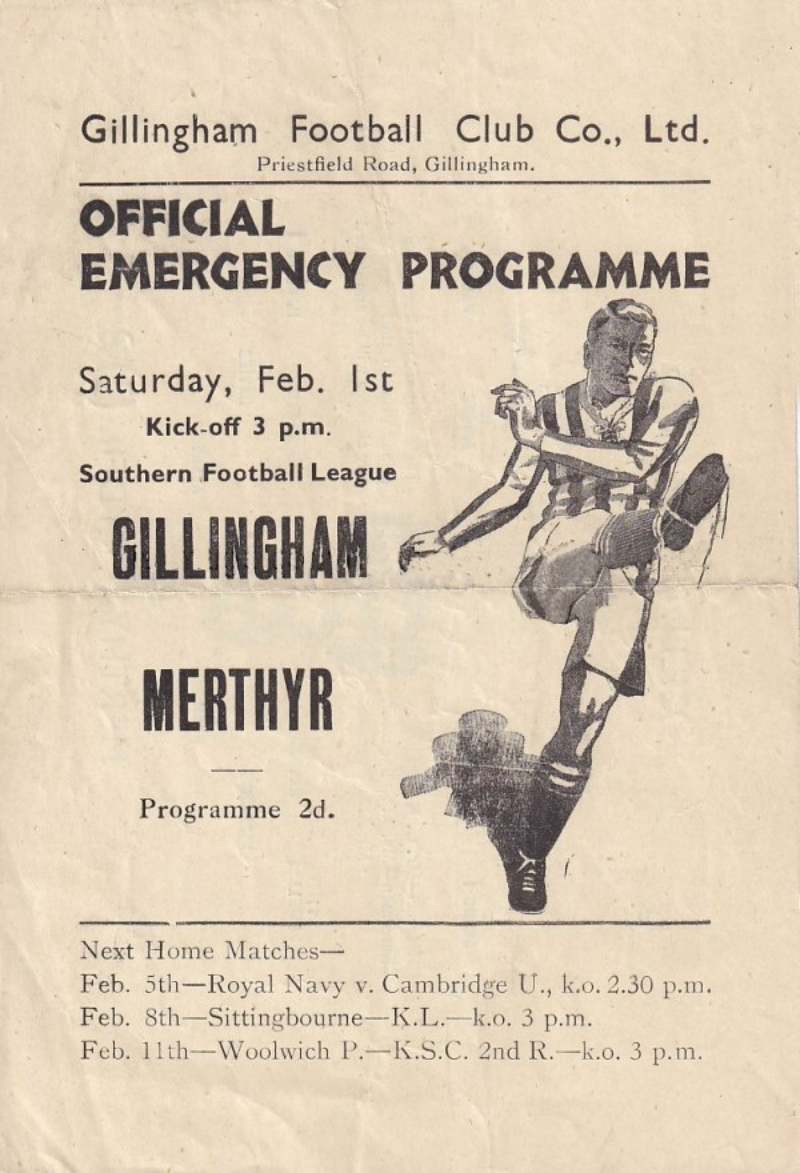 Gillingham Football Club Co., Ltd.
Priestfield Road, Gillingham.
OFFICIAL
EMERGENCY PROGRAMME
Saturday, Feb. 1st
Kick-off 3 p.m.
Southern Football League
GILLINGHAM
MERTHYR
Programme 2d.
Next Home Matches—
Feb. 5th—Royal Navy v. Cambridge U., k.o. 2.30 p.m.
Feb. 8th—Sittingbourne—K.L.—k.o. 3 p.m.
Feb. 11th—Woolwich P.—K.S.C. 2nd R.—k.o. 3 p.m.